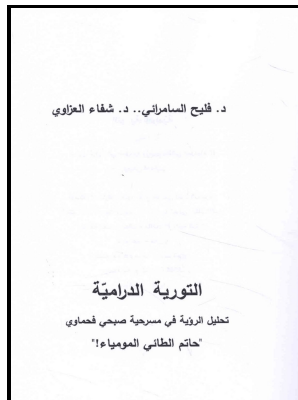 د. فليح السامرائي.. د. شفاء العزاوي
التورية الدراميّة
تحليل الرؤية في مسرحية صبحي فحماوي
"حاتم الطائي المومياء!"